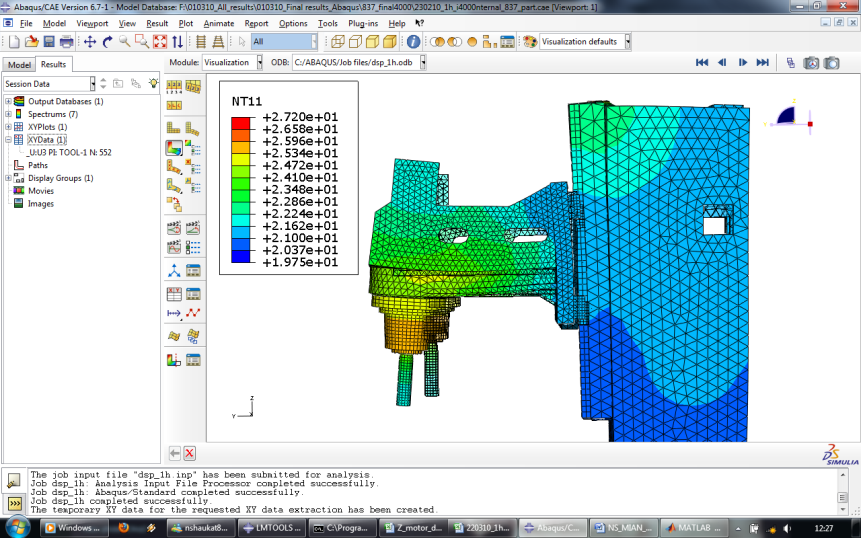 Abaqus/CAE Version 6.7-1 - Model Database: F:\010310_All_results\010310_Final results_Abaqus\837_final4000\230210_1h_i4000nternal_837_part.cae [Viewport: 1]
File Model Viewport View Result Plot Animate Report Options Tools Plug-ins Help
All
Visualization defaults
Model Results
Module: Visualization ODB: C:/ABAQUS/Job files/dsp_1h.odb
Session Data
Output Databases (1)
Spectrums (7)
XYPlots (1)
XYData (1)
_U:U3 PI: TOOL-1 N: 552
Paths
Display Groups (1)
Movies
Images
NT11
+2.720e+01
+2.658e+01
+2.596e+01
+2.534e+01
+2.472e+01
+2.410e+01
+2.348e+01
+2.286e+01
+2.224e+01
+2.162e+01
+2.100e+01
+2.037e+01
+1.975e+01
Z
Y
SIMULIA
The job input file "dsp_1h.inp" has been submitted for analysis.
Job dsp_1h: Analysis Input File Processor completed successfully.
Job dsp_1h: Abaqus/Standard completed successfully.
Job dsp_1h completed successfully.
The temporary XY data for the requested XY data extraction has been created.
Windows ... nshaukat8... LMTOOLS ... C:\Progra... Z_motor_d... 220310_1h... Abaqus/C... NS_MIAN_... MATLAB ... 12:27